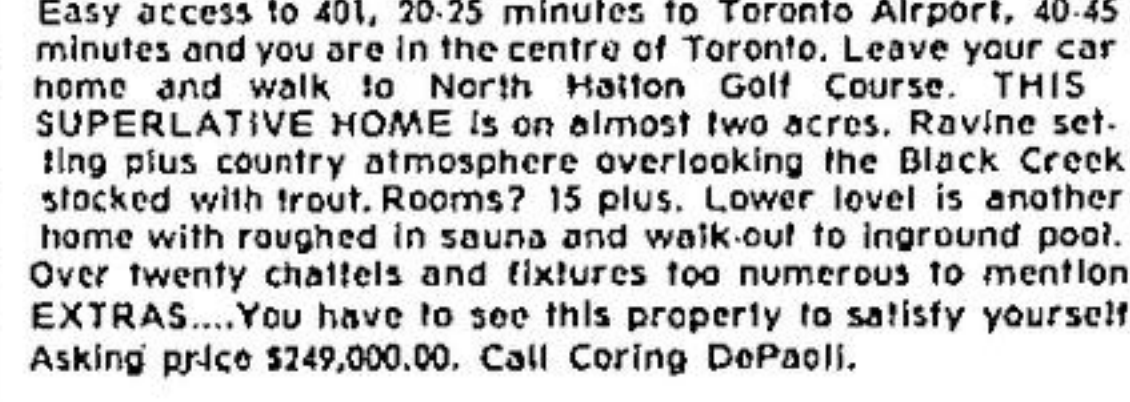 Easy access to 401, 20-25 minutes to Toronto Airport, 40-45
minutes and you are in the centre of Toronto. Leave your car
home and walk to North Halton Golf Course. THIS
SUPERLATIVE HOME is on almost two acres. Ravine set-
ting plus country atmosphere overlooking the Black Creek
stocked with trout. Rooms? 15 plus. Lower level is another
home with roughed in sauna and walk-out to inground pool.
Over twenty chattels and fixtures too numerous to mention
EXTRAS....You have to see this property to satisfy yourself
Asking price $249,000.00. Call Coring DePaoli.